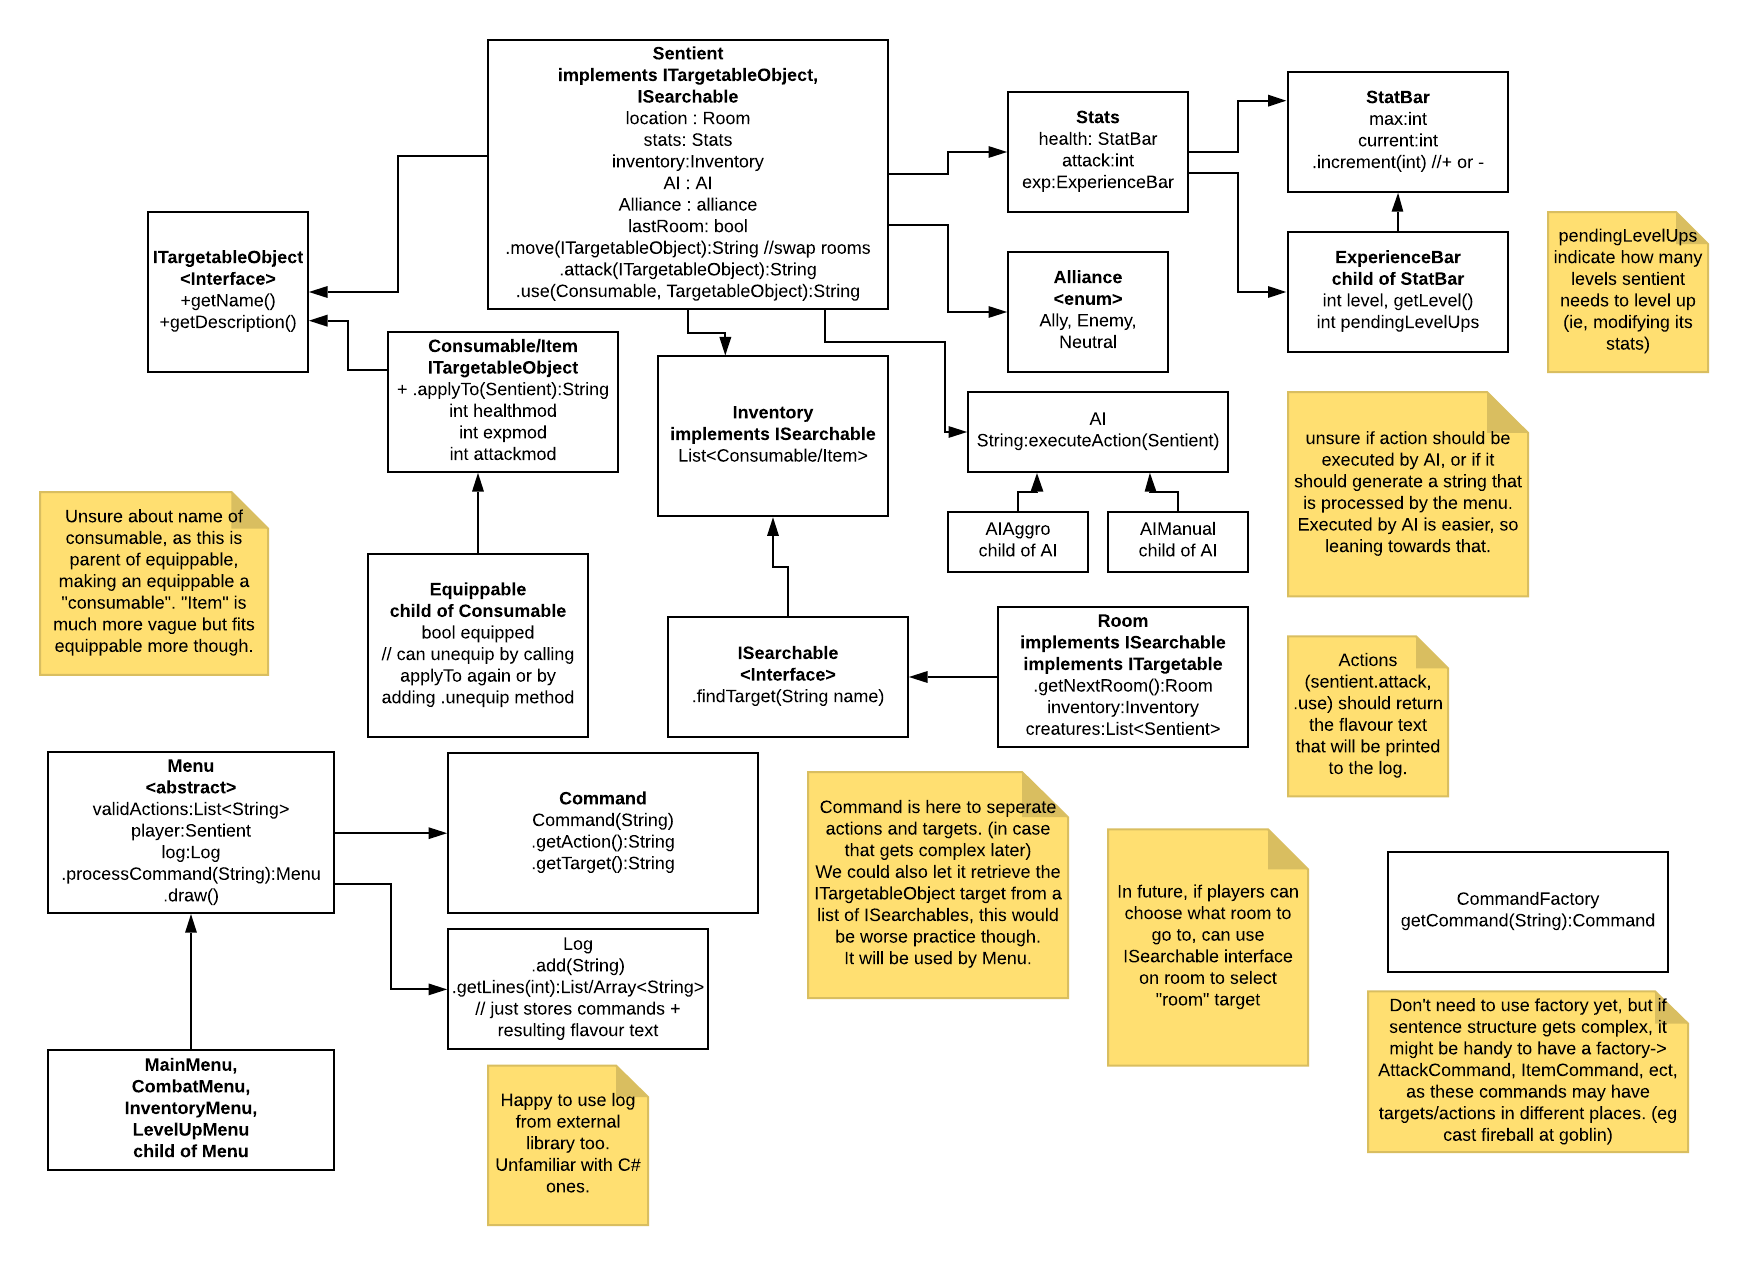 Sentient
implements ITargetableObject,
ISearchable
location : Room
stats: Stats
inventory:Inventory
AI : AI
Alliance : alliance
lastRoom: bool
.move(ITargetableObject):String //swap rooms
.attack(ITargetableObject):String
.use(Consumable, TargetableObject):String
Stats
health: StatBar
attack:int
exp:ExperienceBar
StatBar
max:int
current:int
.increment(int) //+ or -
ITargetableObject
<Interface>
+getName()
+getDescription()
Alliance
<enum>
Ally, Enemy,
Neutral
ExperienceBar
child of StatBar
int level, getLevel()
int pendingLevelUps
pendingLevelUps
indicate how many
levels sentient
needs to level up
(ie, modifying its
stats)
Consumable/Item
ITargetableObject
+ .applyTo(Sentient):String
int healthmod
int expmod
int attackmod
Inventory
implements ISearchable
List<Consumable/Item>
AI
String:executeAction(Sentient)
unsure if action should be
executed by AI, or if it
should generate a string that
is processed by the menu.
Executed by AI is easier, so
leaning towards that.
Unsure about name of
consumable, as this is
parent of equippable,
making an equippable a
"consumable". "Item" is
much more vague but fits
equippable more though.
AIAggro
child of AI
AIManual
child of AI
Equippable
child of Consumable
bool equipped
// can unequip by calling
applyTo again or by
adding .unequip method
ISearchable
<Interface>
.findTarget(String name)
Room
implements ISearchable
implements ITargetable
.getNextRoom():Room
inventory:Inventory
creatures:List<Sentient>
Actions
(sentient.attack,
.use) should return
the flavour text
that will be printed
to the log.
Menu
<abstract>
validActions:List<String>
player:Sentient
log:Log
.processCommand(String):Menu
.draw()
Command
Command(String)
.getAction():String
.getTarget():String
Command is here to seperate
actions and targets. (in case
that gets complex later)
We could also let it retrieve the
ITargetableObject target from a
list of ISearchables, this would
be worse practice though.
It will be used by Menu.
In future, if players can
choose what room to
go to, can use
ISearchable interface
on room to select
"room" target
CommandFactory
getCommand(String):Command
Log
.add(String)
.getLines(int):List/Array<String>
// just stores commands +
resulting flavour text
Don't need to use factory yet, but if
sentence structure gets complex, it
might be handy to have a factory->
AttackCommand, ItemCommand, ect,
as these commands may have
targets/actions in different places. (eg
cast fireball at goblin)
MainMenu,
CombatMenu,
InventoryMenu,
LevelUpMenu
child of Menu
Happy to use log
from external
library too.
Unfamiliar with C#
ones.